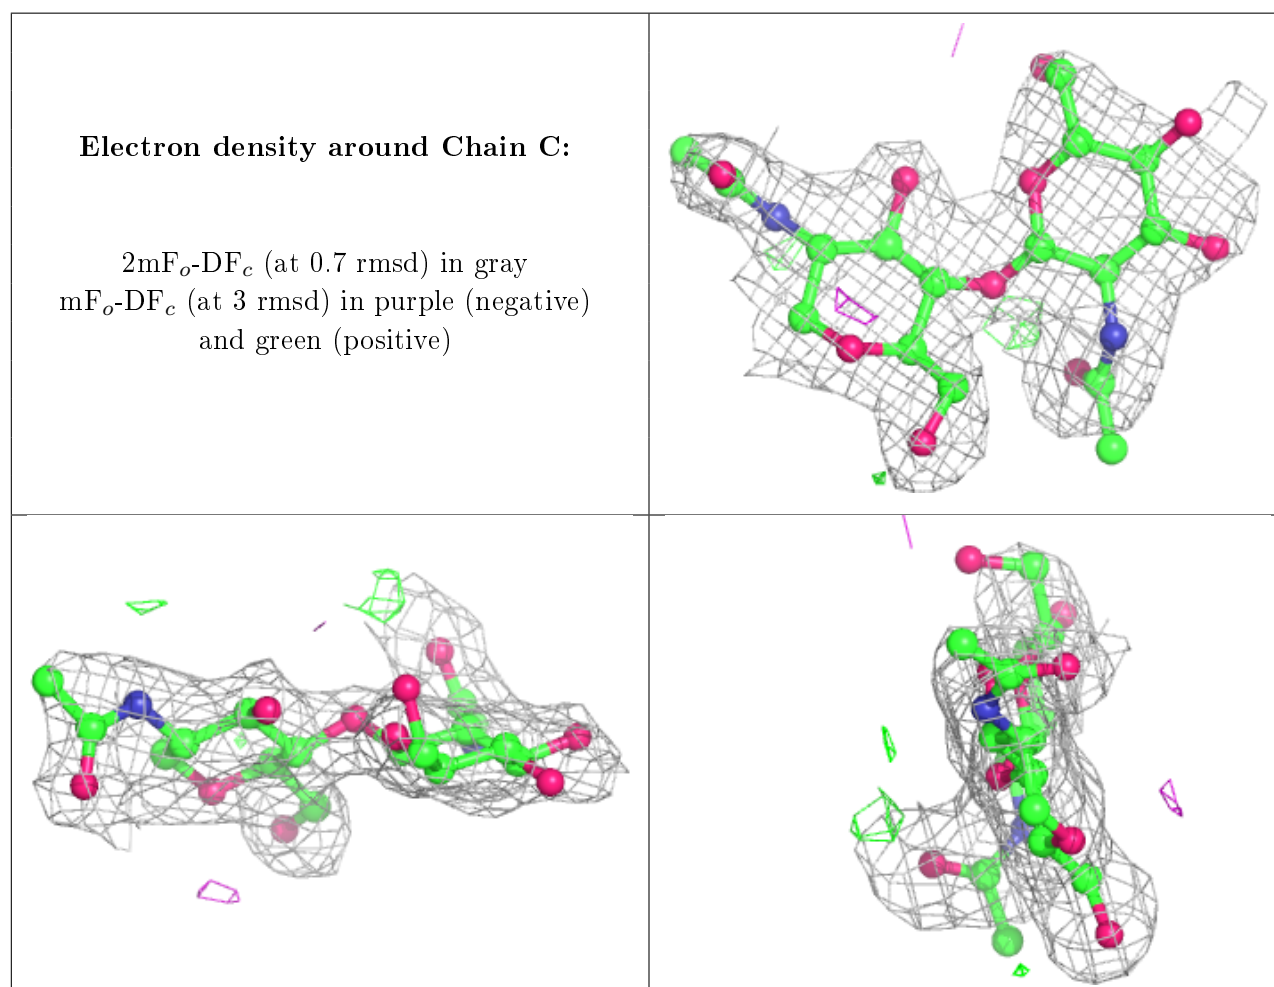 Electron density around Chain C:
2mFₒ-DF𝒸 (at 0.7 rmsd) in gray
mFₒ-DF𝒸 (at 3 rmsd) in purple (negative)
and green (positive)